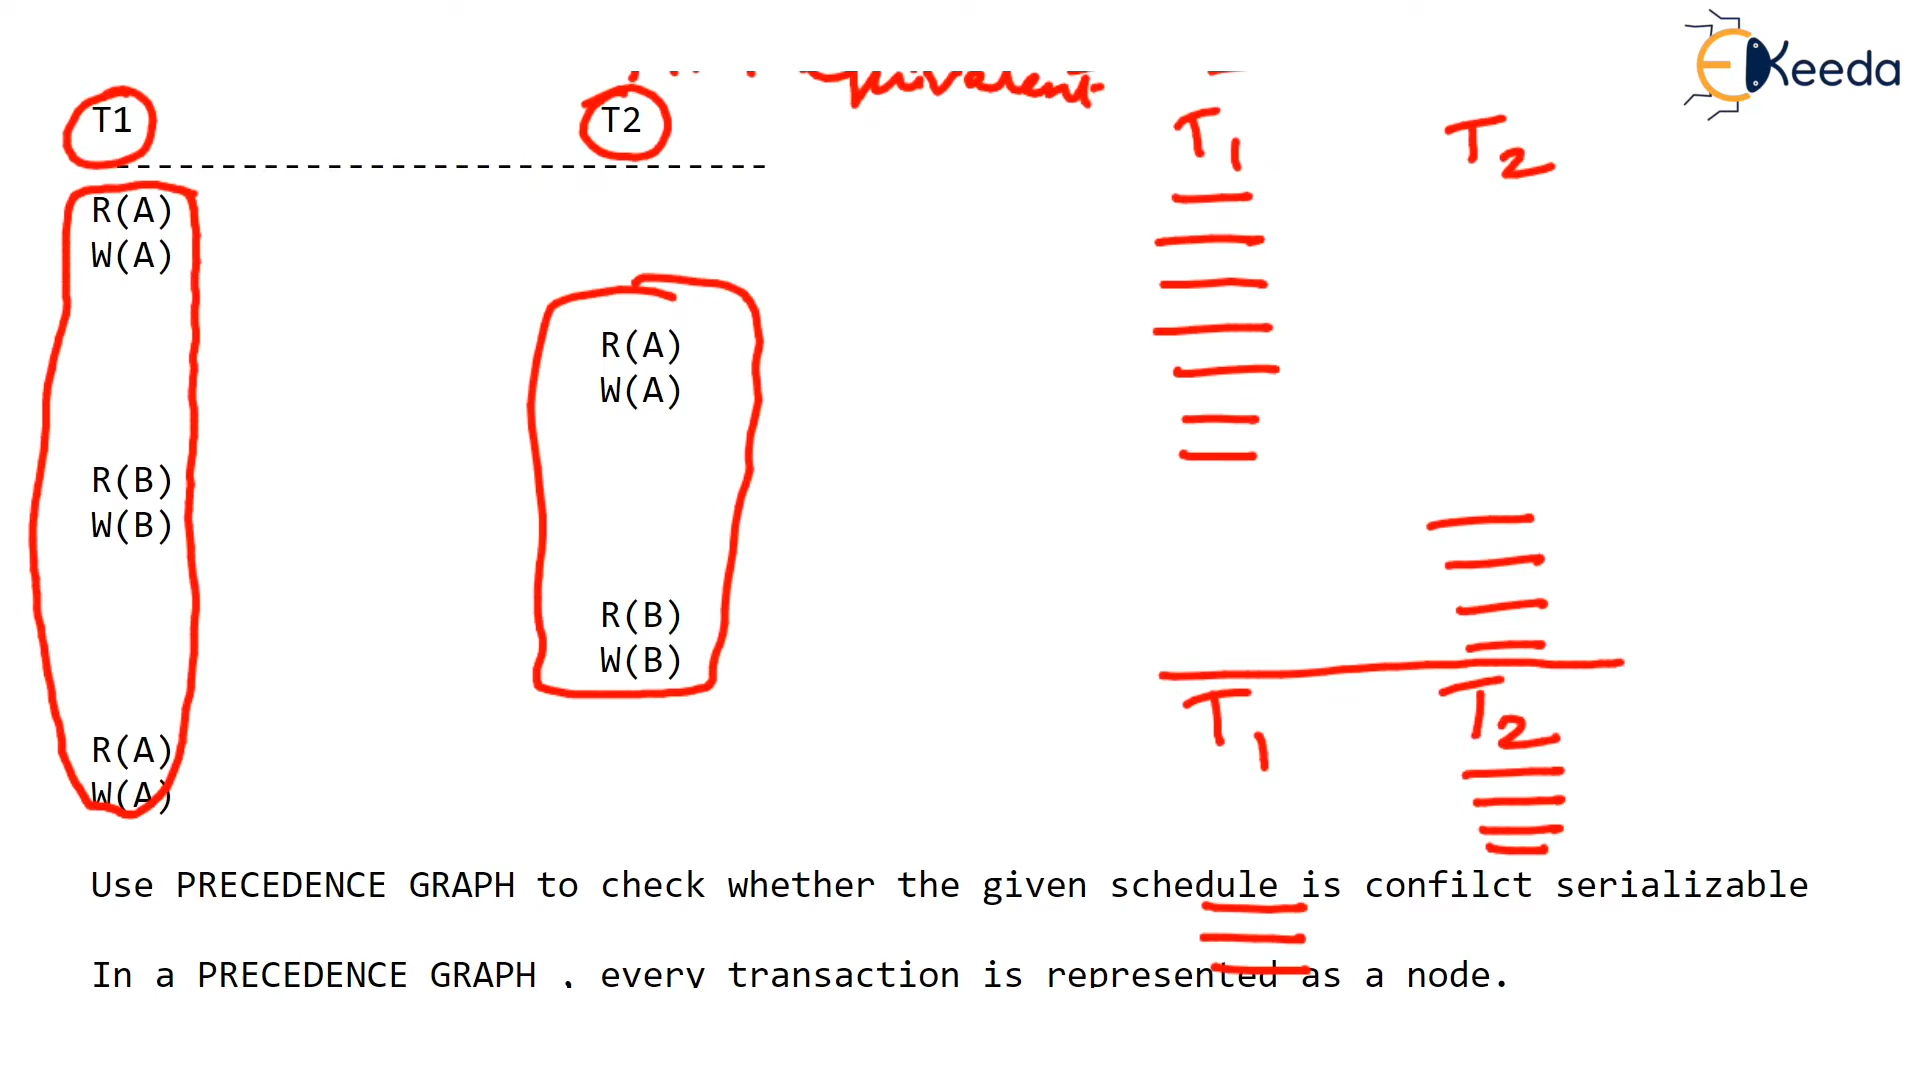 Keeda
T1 T2 T1 T2
------------------------------
R(A)
W(A)
R(A)
W(A)
R(B)
W(B)
R(B)
W(B)
T1 T2
R(A)
W(A)
Use PRECEDENCE GRAPH to check whether the given schedule is confilct serializable
In a PRECEDENCE GRAPH , every transaction is represented as a node.